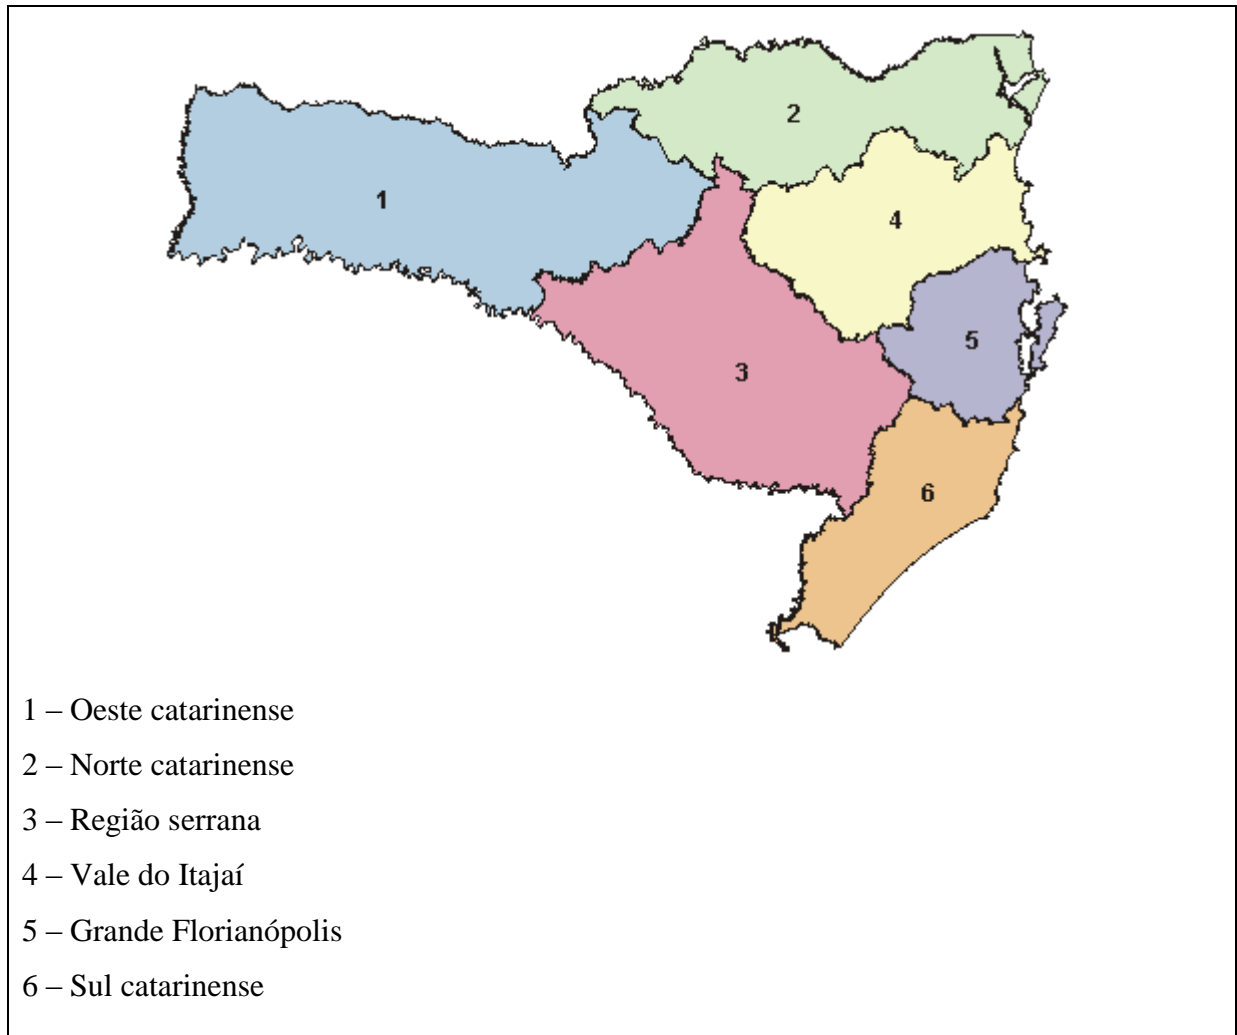 2
1
4
5
3
6
1 – Oeste catarinense
2 – Norte catarinense
3 – Região serrana
4 – Vale do Itajaí
5 – Grande Florianópolis
6 – Sul catarinense